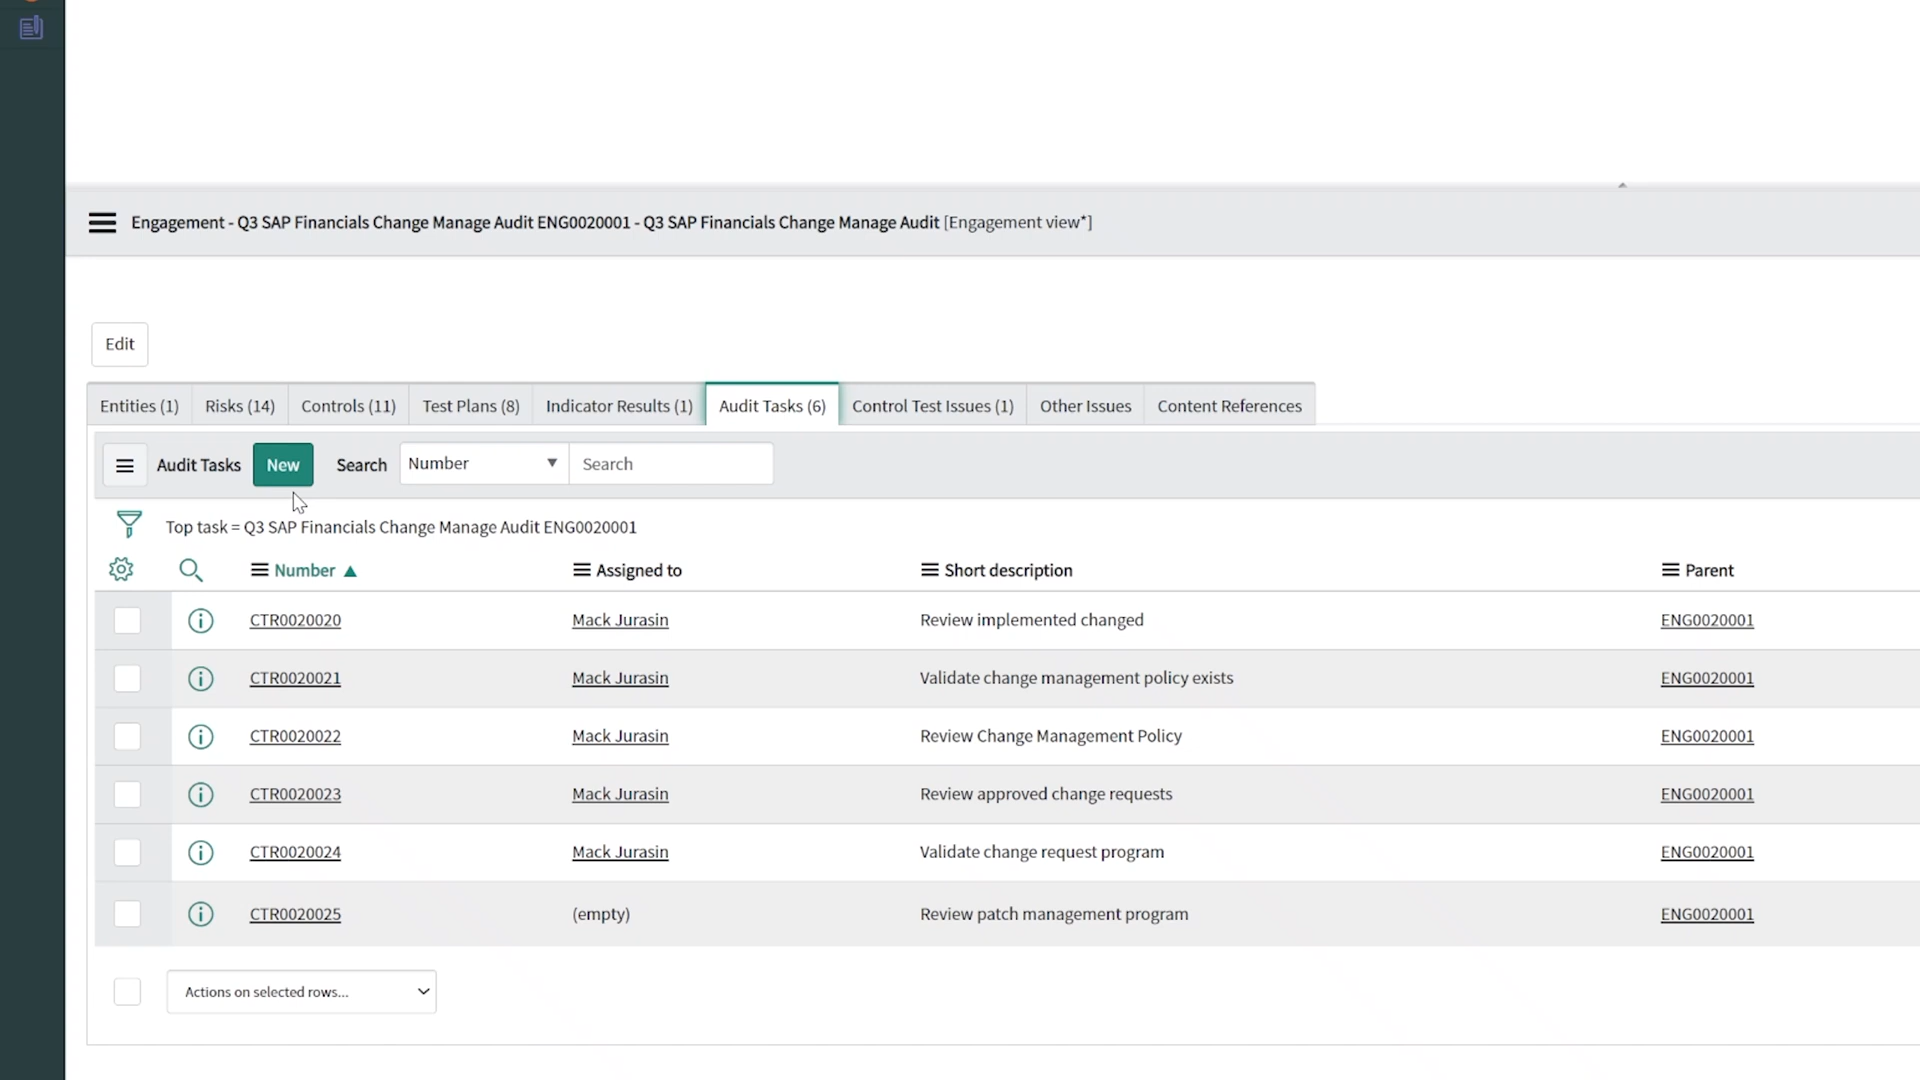 Engagement - Q3 SAP Financials Change Manage Audit ENG0020001 - Q3 SAP Financials Change Manage Audit [Engagement view*]
Edit
Entities (1) Risks (14) Controls (11) Test Plans (8) Indicator Results (1) Audit Tasks (6) Control Test Issues (1) Other Issues Content References
Audit Tasks New Search Number Search
Top task = Q3 SAP Financials Change Manage Audit ENG0020001
Number Assigned to Short description Parent
CTR0020020 Mack Jurasin Review implemented changed ENG0020001
CTR0020021 Mack Jurasin Validate change management policy exists ENG0020001
CTR0020022 Mack Jurasin Review Change Management Policy ENG0020001
CTR0020023 Mack Jurasin Review approved change requests ENG0020001
CTR0020024 Mack Jurasin Validate change request program ENG0020001
CTR0020025 (empty) Review patch management program ENG0020001
Actions on selected rows...